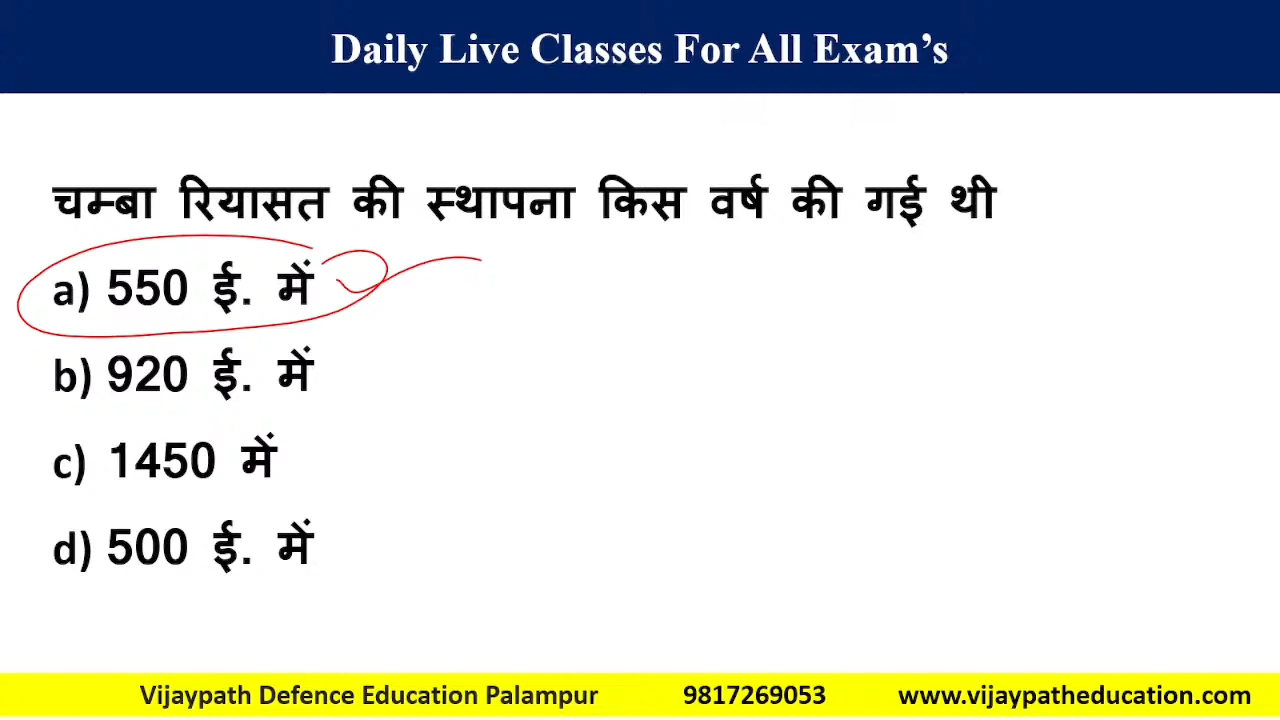 Daily Live Classes For All Exam’s
चम्बा रियासत की स्थापना किस वर्ष की गई थी
a) 550 ई. में
b) 920 ई. में
c) 1450 में
d) 500 ई. में
Vijaypath Defence Education Palampur 9817269053 www.vijaypatheducation.com